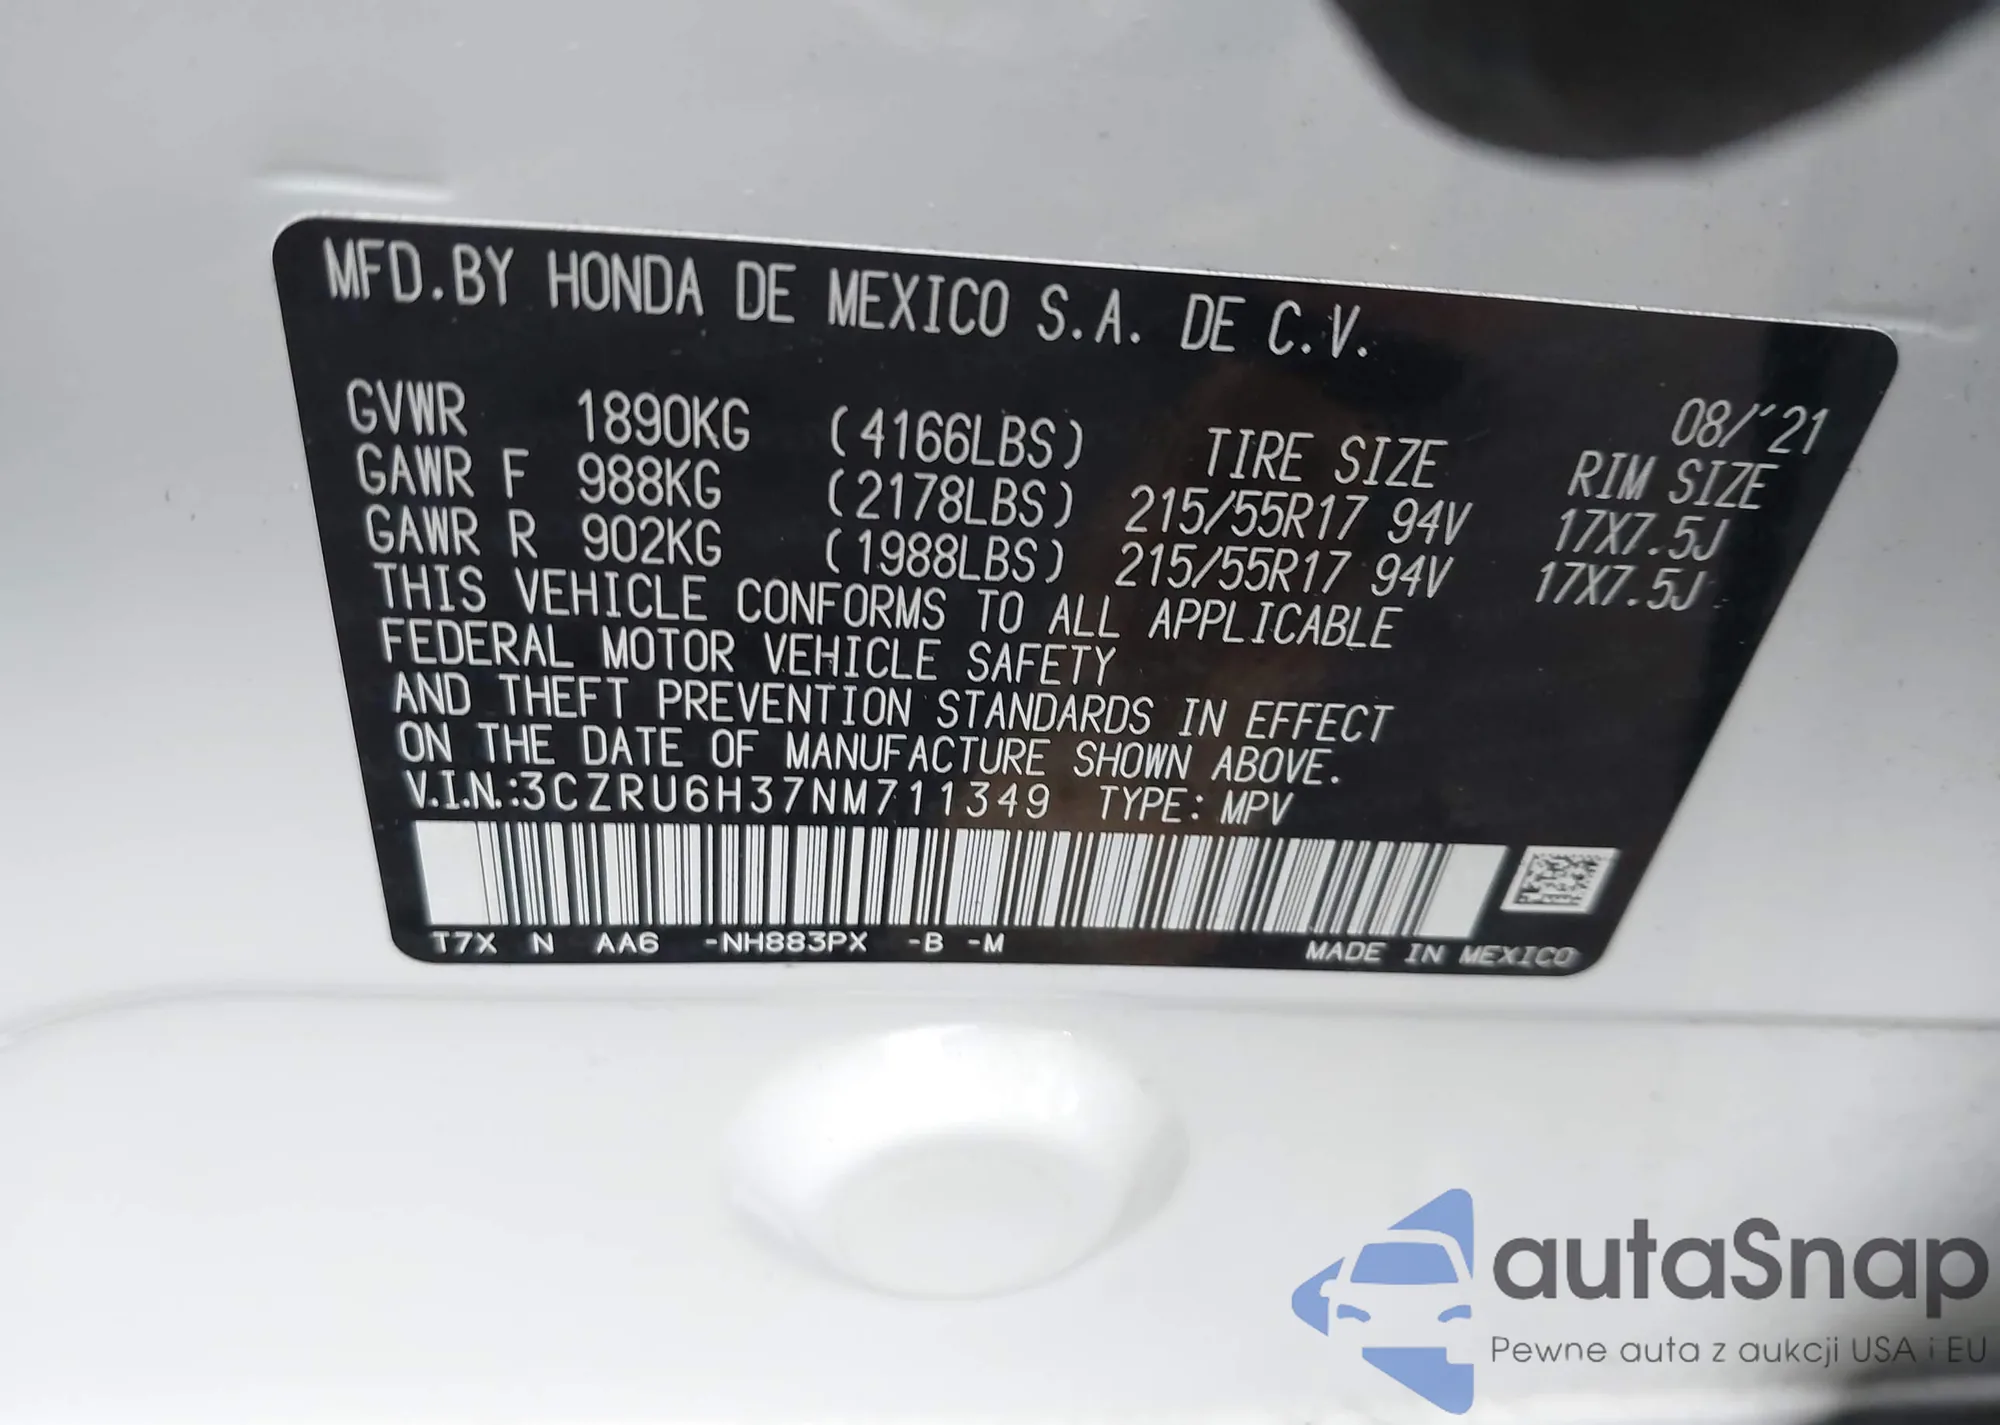 MFD.BY HONDA DE MEXICO S.A. DE C.V.
08/'21
GVWR 1890KG (4166LBS) TIRE SIZE RIM SIZE
GAWR F 988KG (2178LBS) 215/55R17 94V 17X7.5J
GAWR R 902KG (1988LBS) 215/55R17 94V 17X7.5J
THIS VEHICLE CONFORMS TO ALL APPLICABLE
FEDERAL MOTOR VEHICLE SAFETY
AND THEFT PREVENTION STANDARDS IN EFFECT
ON THE DATE OF MANUFACTURE SHOWN ABOVE.
V.I.N.:3CZRU6H37NM711349 TYPE: MPV
T7X N AA6 -NH883PX -B -M MADE IN MEXICO
autaSnap
Pewne auta z aukcji USA i EU